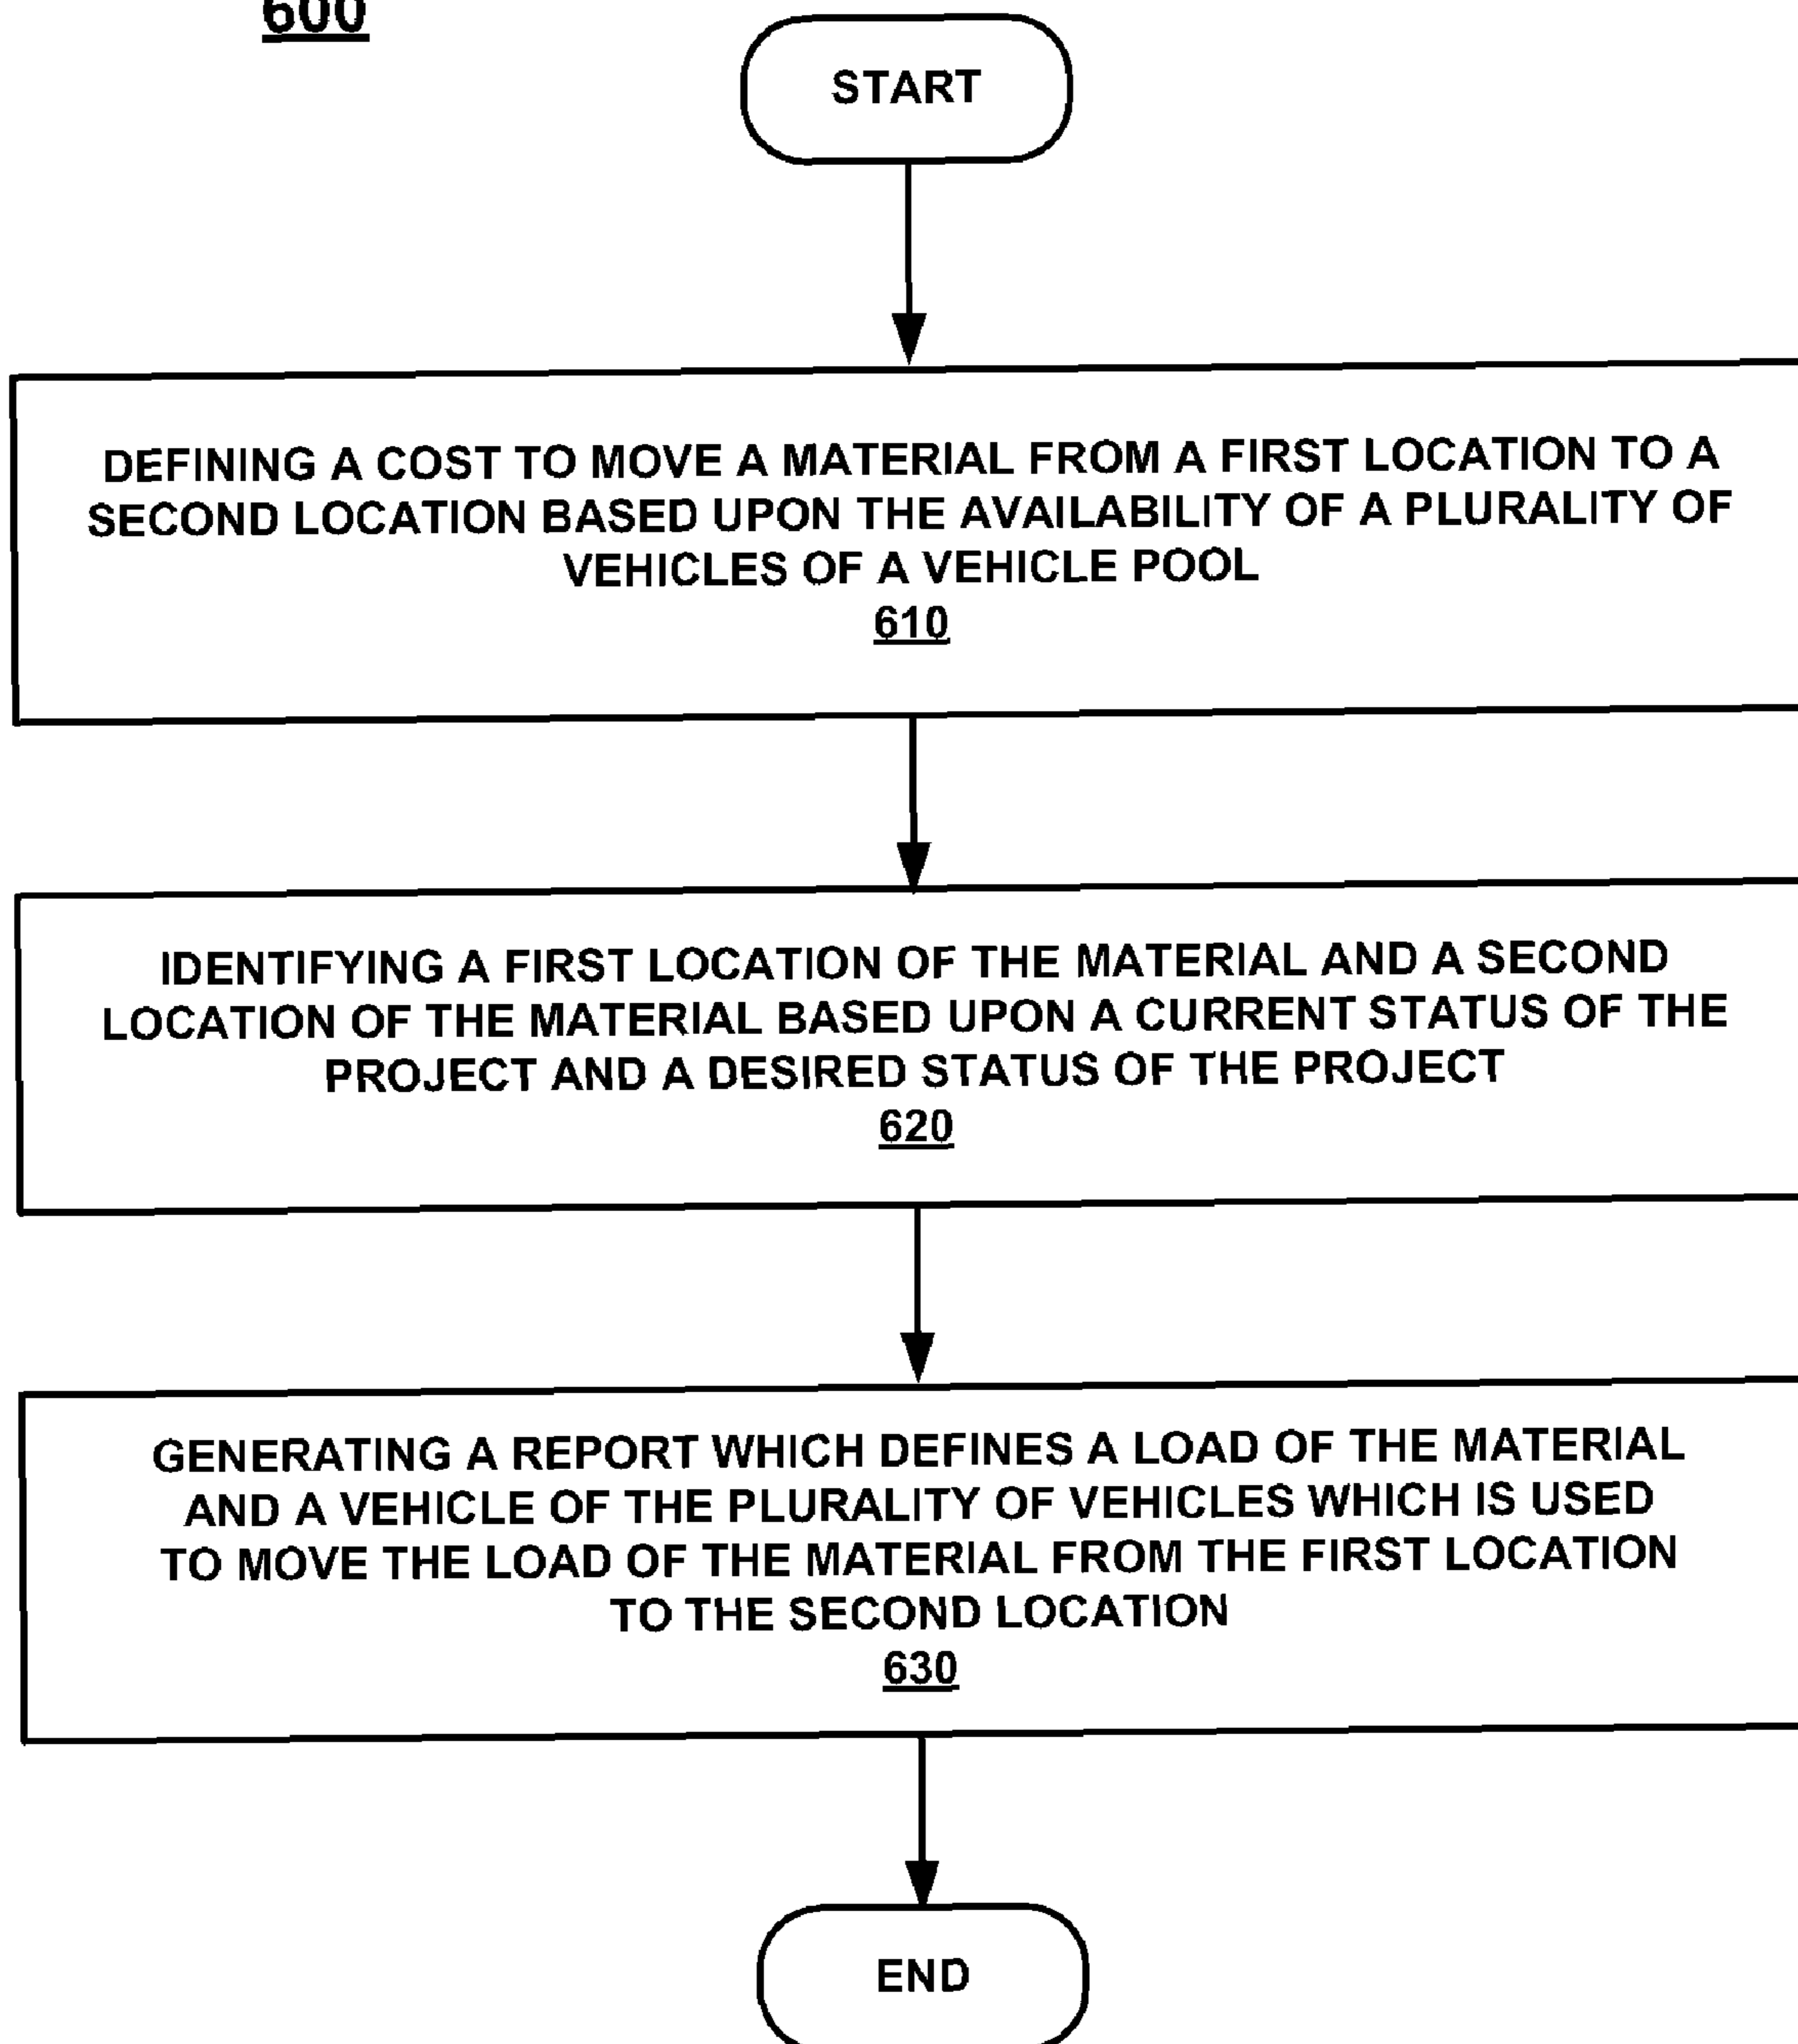 600
START
DEFINING A COST TO MOVE A MATERIAL FROM A FIRST LOCATION TO A
SECOND LOCATION BASED UPON THE AVAILABILITY OF A PLURALITY OF
VEHICLES OF A VEHICLE POOL
610
IDENTIFYING A FIRST LOCATION OF THE MATERIAL AND A SECOND
LOCATION OF THE MATERIAL BASED UPON A CURRENT STATUS OF THE
PROJECT AND A DESIRED STATUS OF THE PROJECT
620
GENERATING A REPORT WHICH DEFINES A LOAD OF THE MATERIAL
AND A VEHICLE OF THE PLURALITY OF VEHICLES WHICH IS USED
TO MOVE THE LOAD OF THE MATERIAL FROM THE FIRST LOCATION
TO THE SECOND LOCATION
630
END